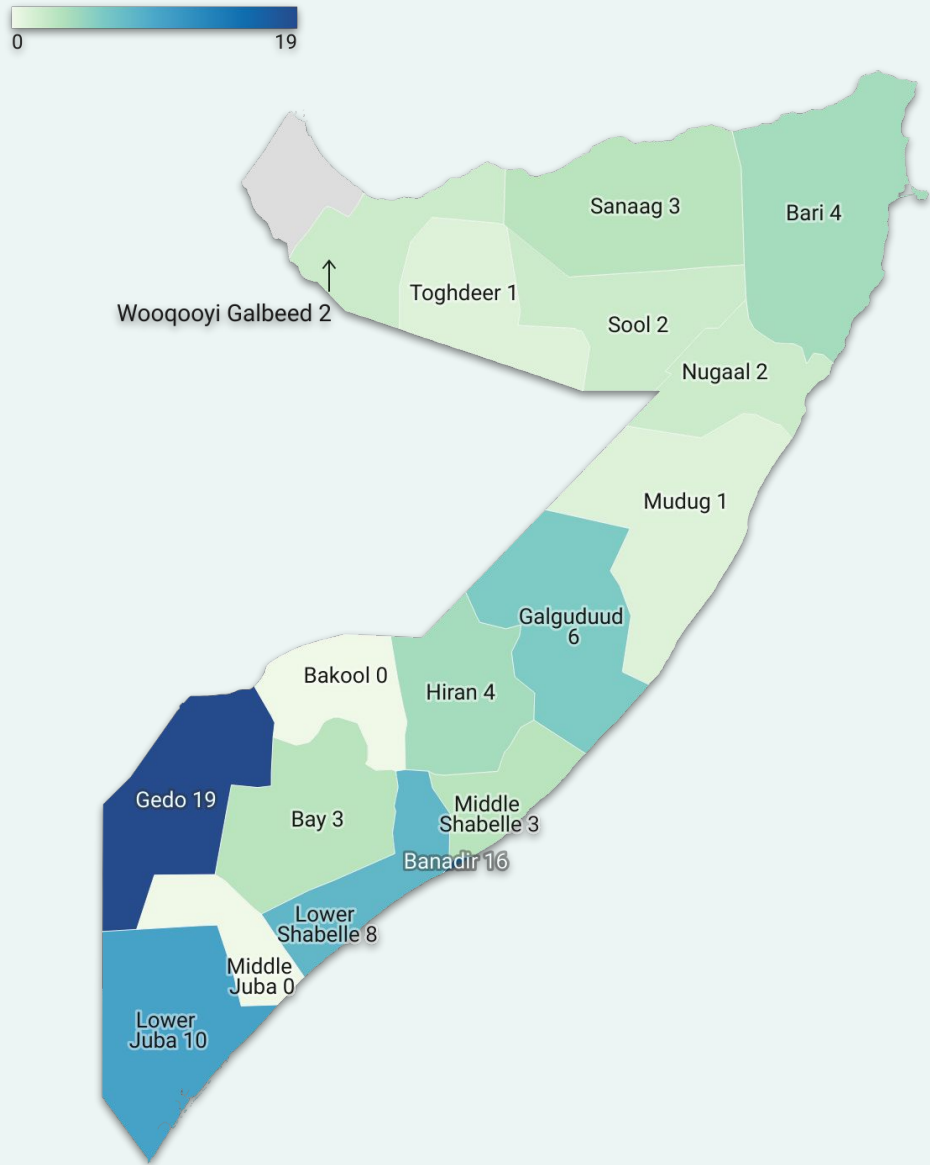 0
19
Sanaag 3
Bari 4
Toghdeer 1
Wooqooyi Galbeed 2
Sool 2
Nugaal 2
Mudug 1
Galguduud
6
Bakool 0
Hiran 4
Gedo 19
Bay 3
Middle
Shabelle 3
Banadir 16
Lower
Shabelle 8
Middle
Juba 0
Lower
Juba 10